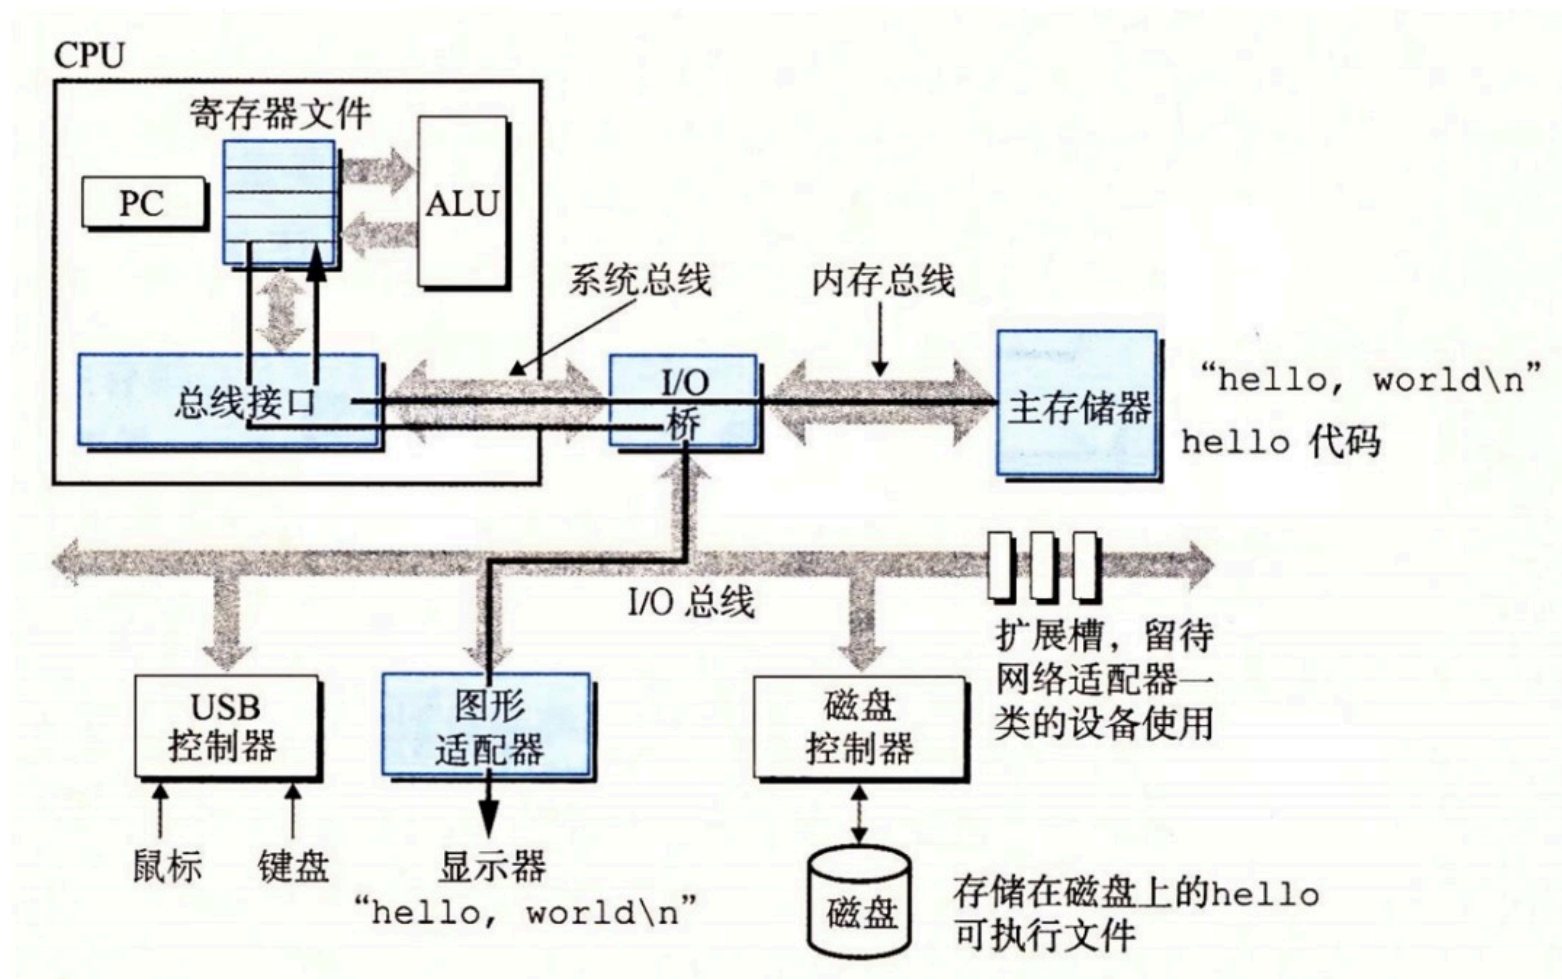 CPU
寄存器文件
PC
ALU
系统总线
内存总线
总线接口
I/O
桥
主存储器
“hello, world\n”
hello 代码
I/O 总线
扩展槽，留待
网络适配器一
类的设备使用
USB
控制器
图形
适配器
磁盘
控制器
鼠标
键盘
显示器
“hello, world\n”
磁盘
存储在磁盘上的hello
可执行文件